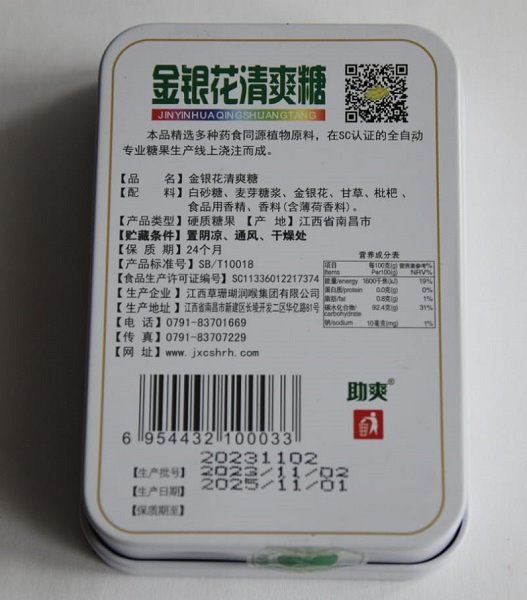 金银花清爽糖
JINYINHUAQINGSHUANGTANG
本品精选多种药食同源植物原料，在SC认证的全自动
专业糖果生产线上浇注而成。
【品　　名】金银花清爽糖
【配　　料】白砂糖、麦芽糖浆、金银花、甘草、枇杷、
食品用香精、香料(含薄荷香料)。
【产品类型】硬质糖果 【产　地】江西省南昌市
【贮藏条件】置阴凉、通风、干燥处
【保 质 期】24个月
【产品标准号】SB/T10018
【食品生产许可证编号】SC11336012217374
【生产企业】江西草珊瑚润喉集团有限公司
【生产地址】江西省南昌市新建区长堎开发二区华亿路61号
【电　　话】0791-83701669
【传　　真】0791-83707229
【网　　址】www.jxcshrh.com
营养成分表
项目 每100克(g) 营养素参考%
Items Per100(g) NRV%
能量/energy 1600千焦(kJ) 19%
蛋白质/protein 0.0克(g) 0%
脂肪/fat 0.8克(g) 1%
碳水化合物/ 92.4克(g) 31%
carbohydrate
钠/sodium 10毫克(mg) 1%
助爽®
6 954432 100033
20231102
【生产批号】2023/11/02
【生产日期】2025/11/01
【保质期至】